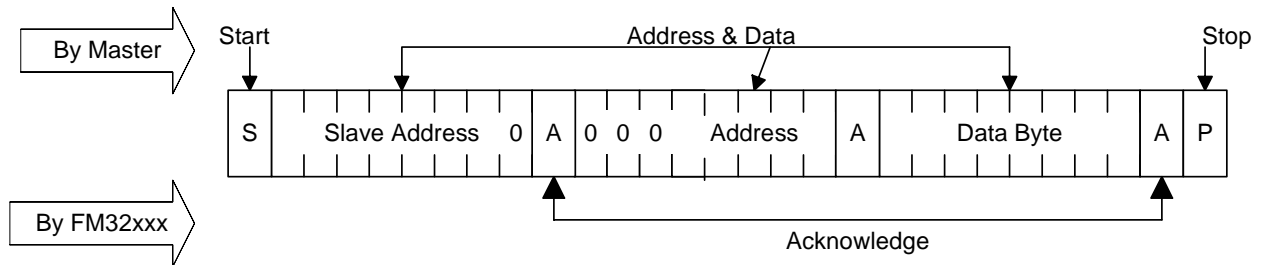 By Master
Start
Address & Data
Stop
S Slave Address 0 A 0 0 0 Address A Data Byte A P
By FM32xxx
Acknowledge